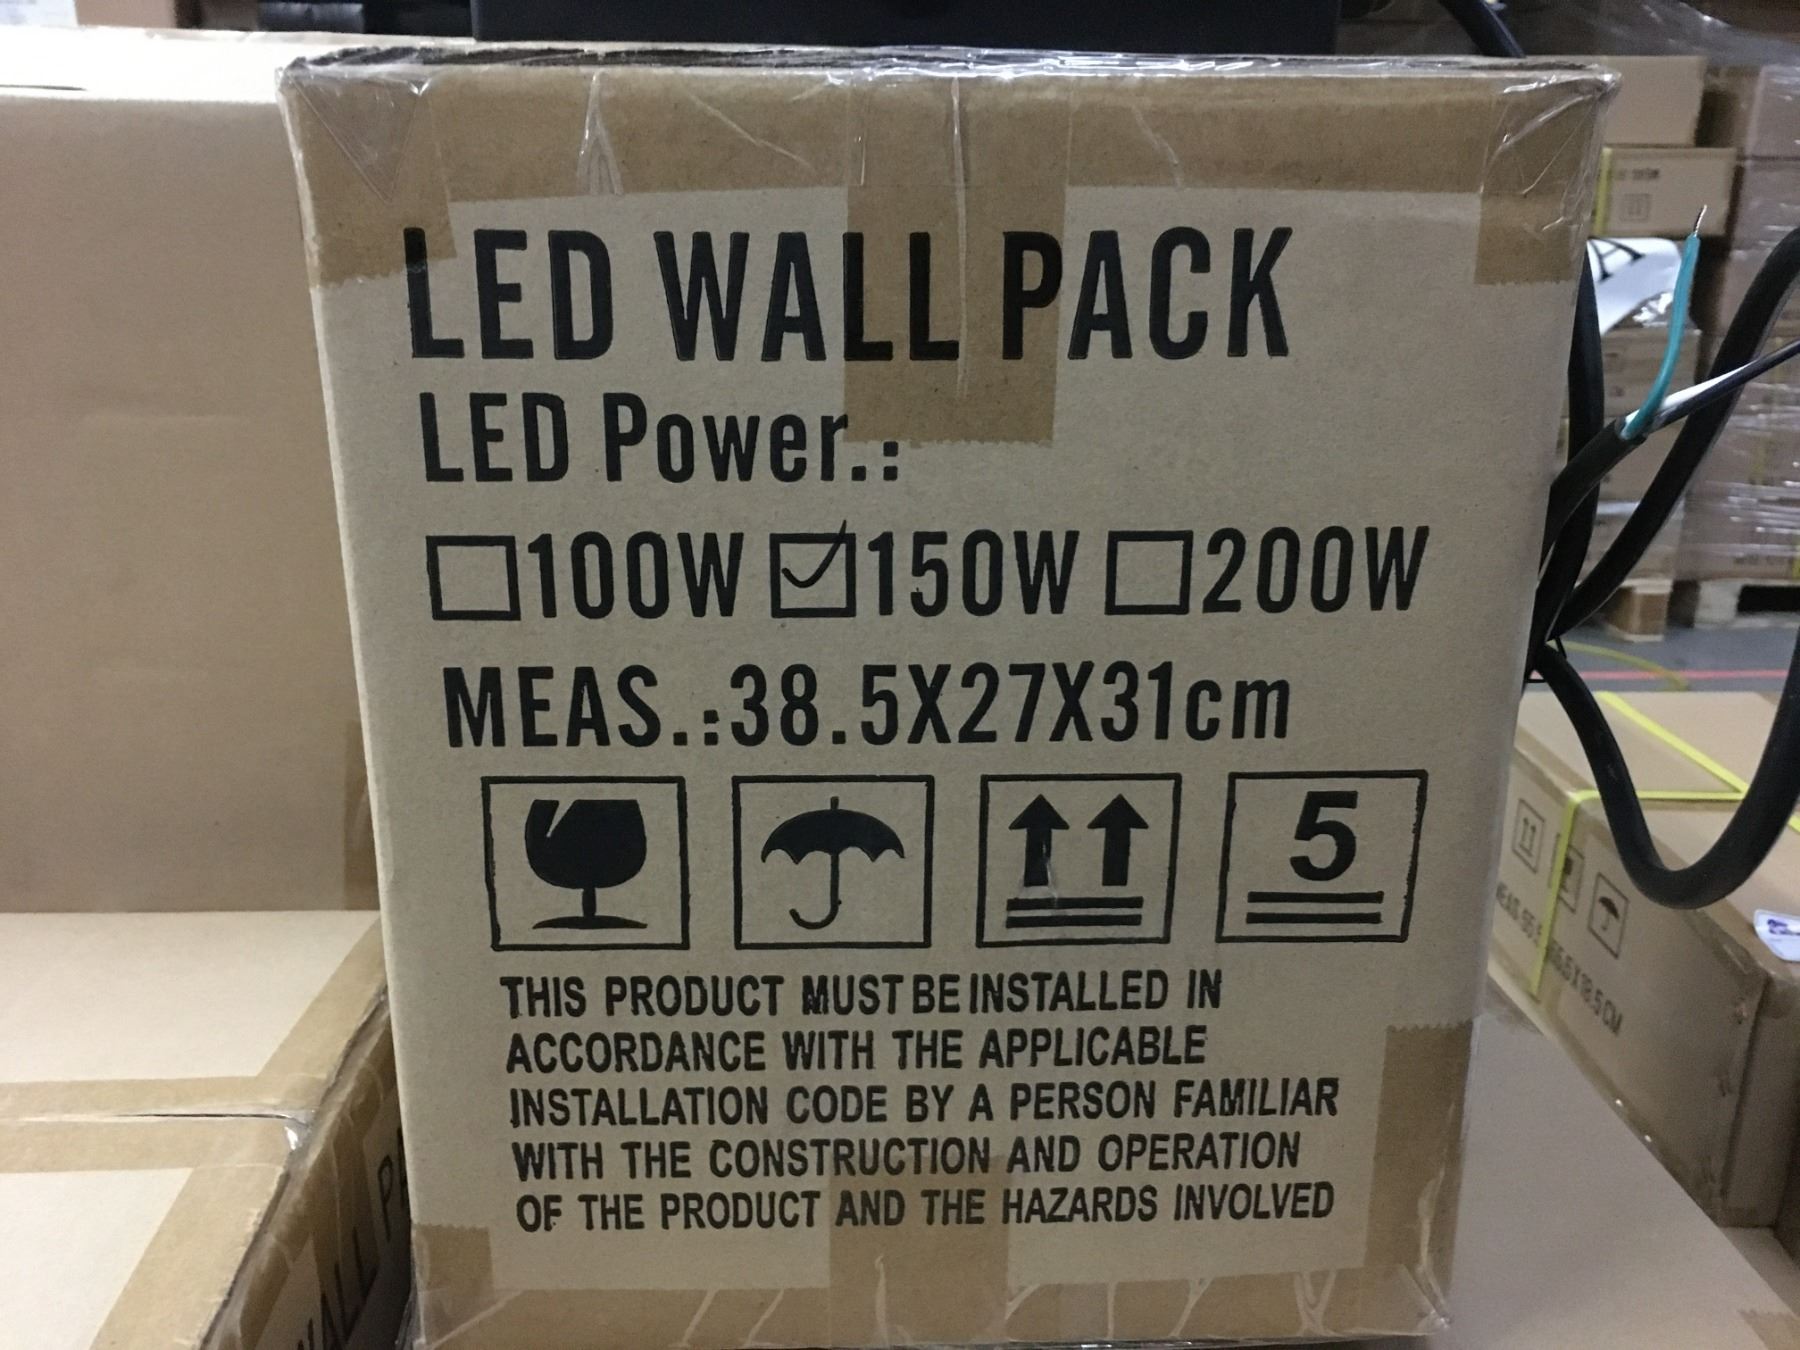 LED WALL PACK
LED Power.:
100W 150W 200W
MEAS.:38.5X27X31cm
5
THIS PRODUCT MUST BE INSTALLED IN
ACCORDANCE WITH THE APPLICABLE
INSTALLATION CODE BY A PERSON FAMILIAR
WITH THE CONSTRUCTION AND OPERATION
OF THE PRODUCT AND THE HAZARDS INVOLVED